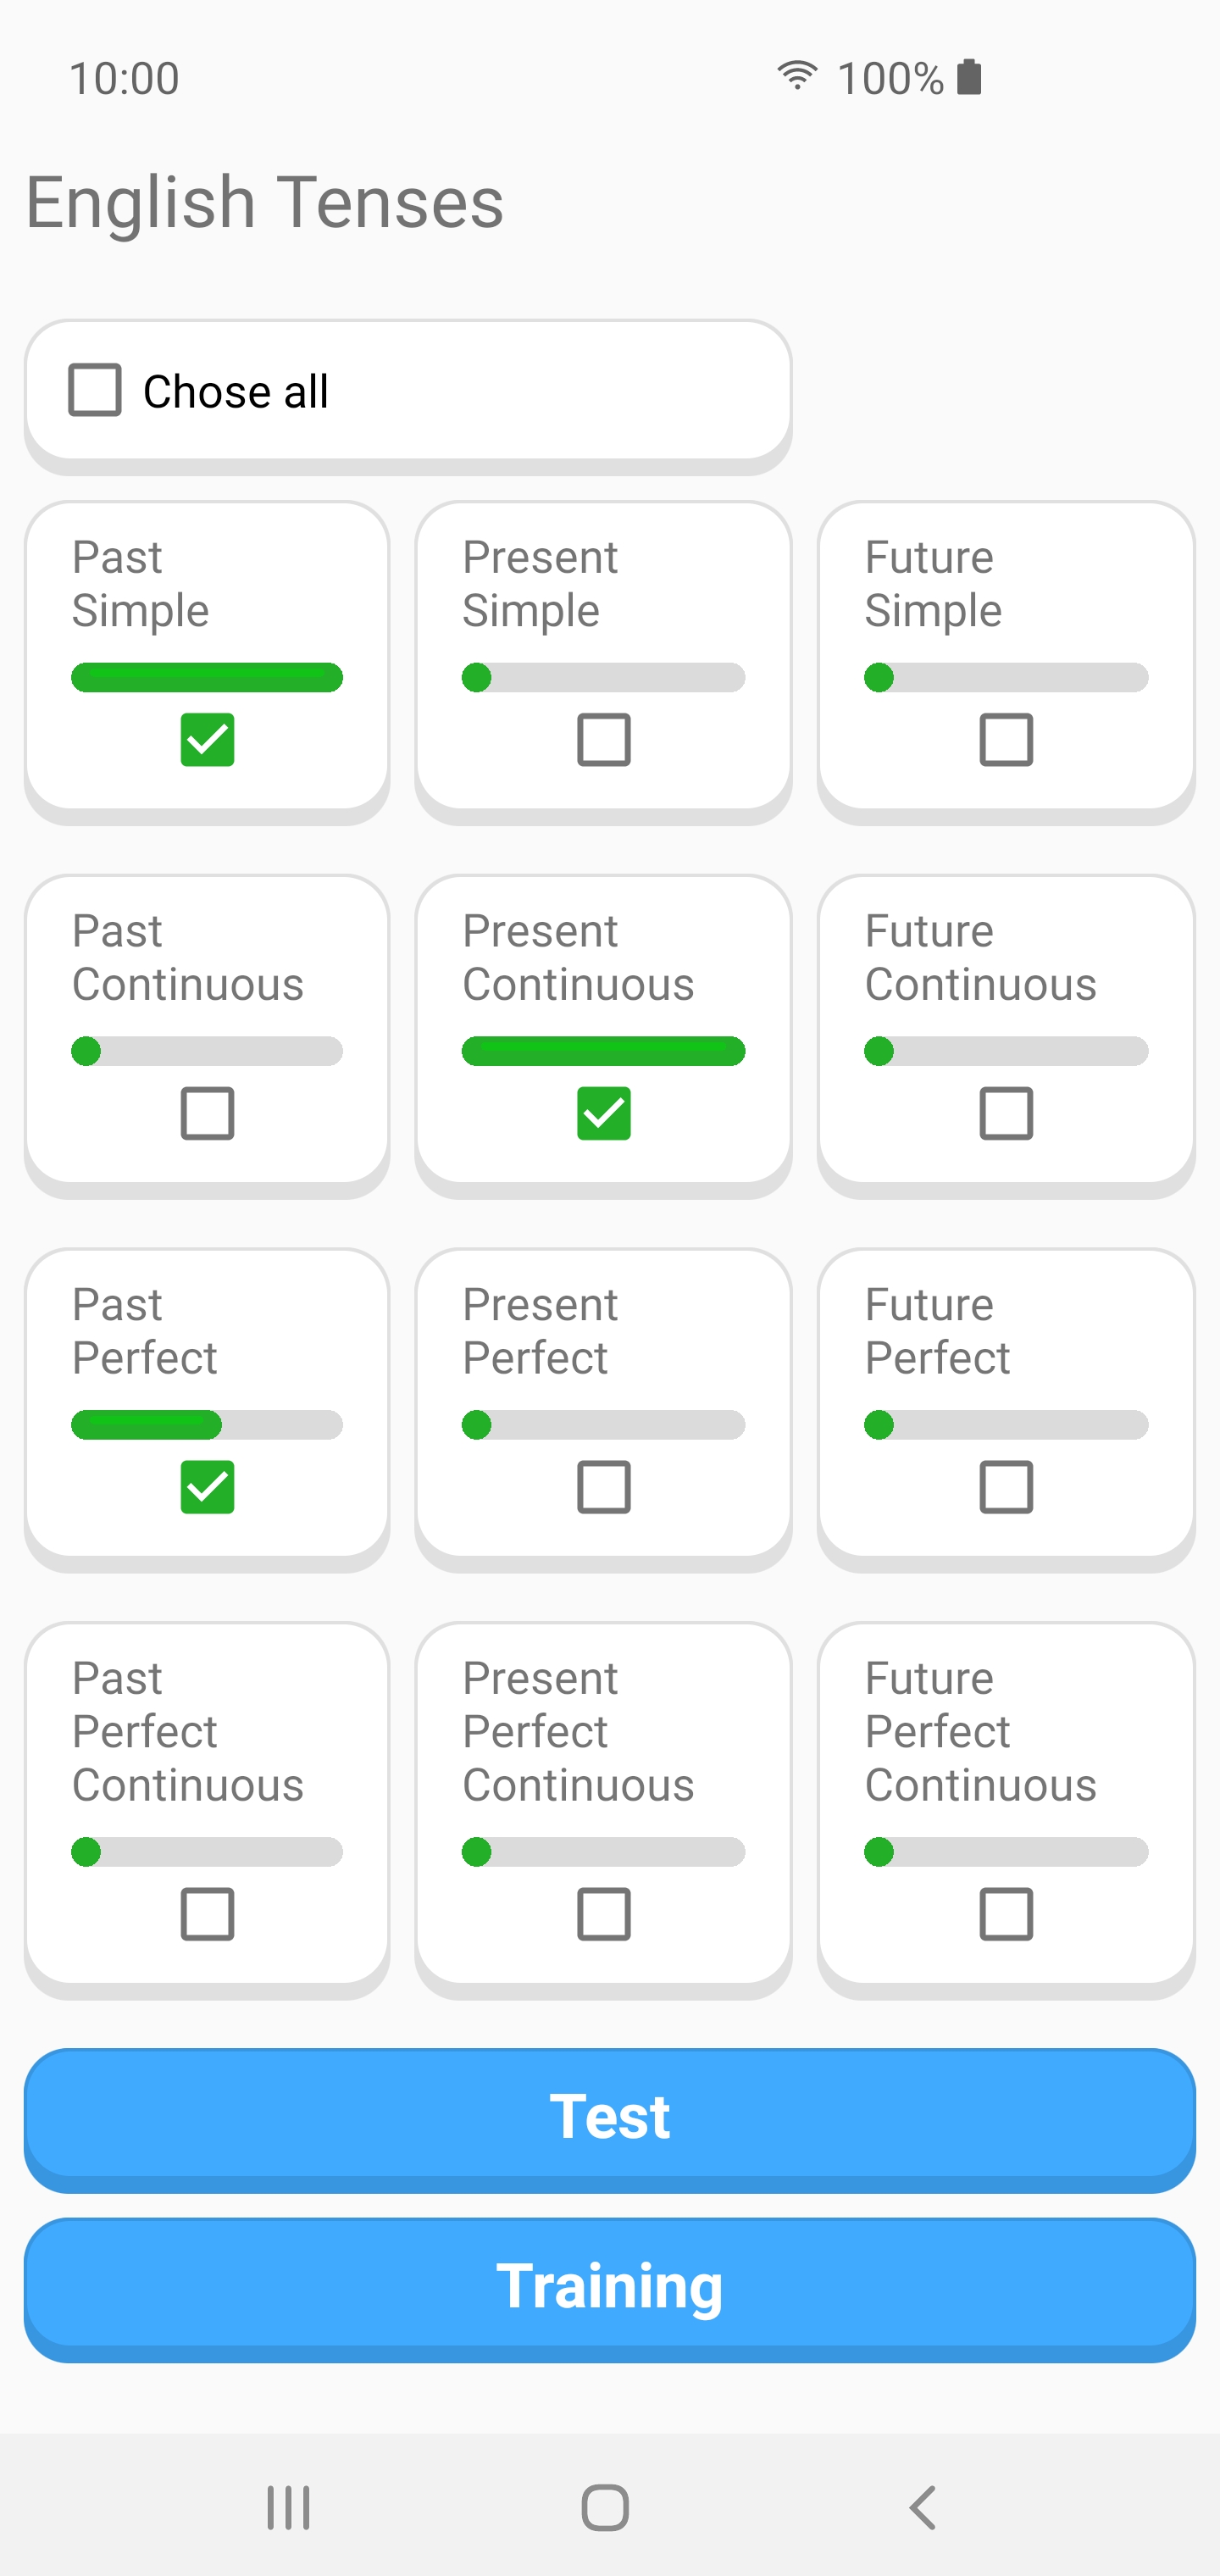 10:00 100%
English Tenses
Chose all
Past
Simple
Present
Simple
Future
Simple
Past
Continuous
Present
Continuous
Future
Continuous
Past
Perfect
Present
Perfect
Future
Perfect
Past
Perfect
Continuous
Present
Perfect
Continuous
Future
Perfect
Continuous
Test
Training